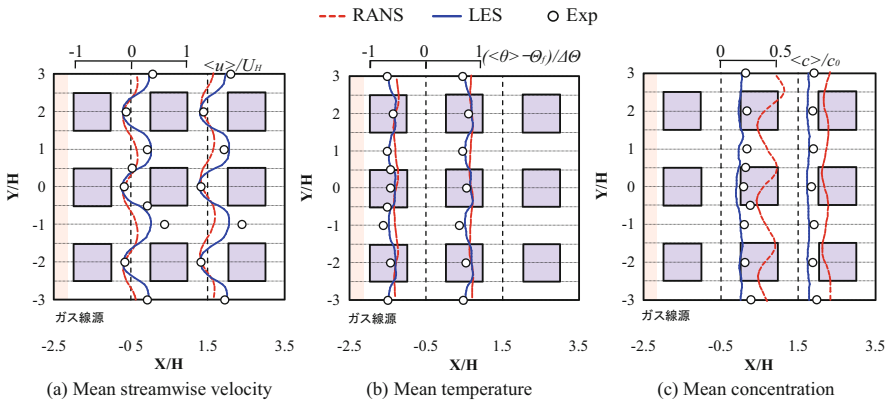 RANS LES Exp
-1 0 1 <u>/U_H
-1 0 1 (<θ>−Θ_f)/ΔΘ
0 0.5 <c>/c_0
Y/H
3
2
1
0
-1
-2
-3
ガス線源
-2.5 -0.5 1.5 3.5
X/H
(a) Mean streamwise velocity
Y/H
3
2
1
0
-1
-2
-3
ガス線源
-2.5 -0.5 1.5 3.5
X/H
(b) Mean temperature
Y/H
3
2
1
0
-1
-2
-3
ガス線源
-2.5 -0.5 1.5 3.5
X/H
(c) Mean concentration